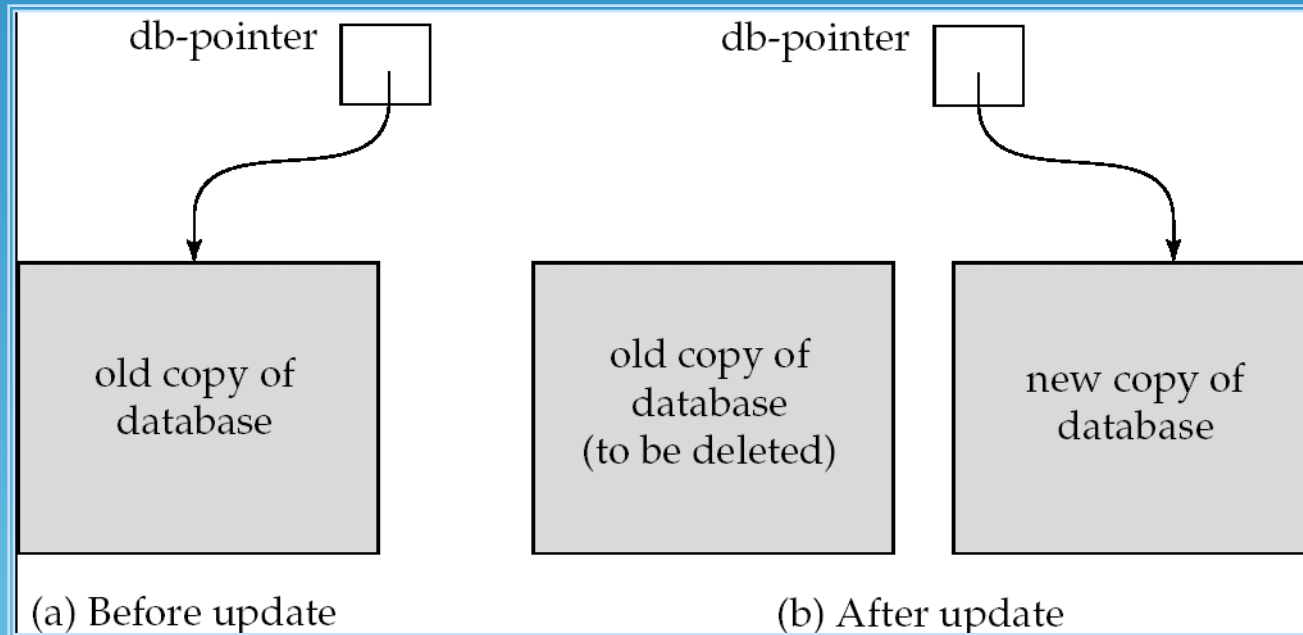 db-pointer
old copy of
database
(a) Before update
db-pointer
old copy of
database
(to be deleted)
new copy of
database
(b) After update